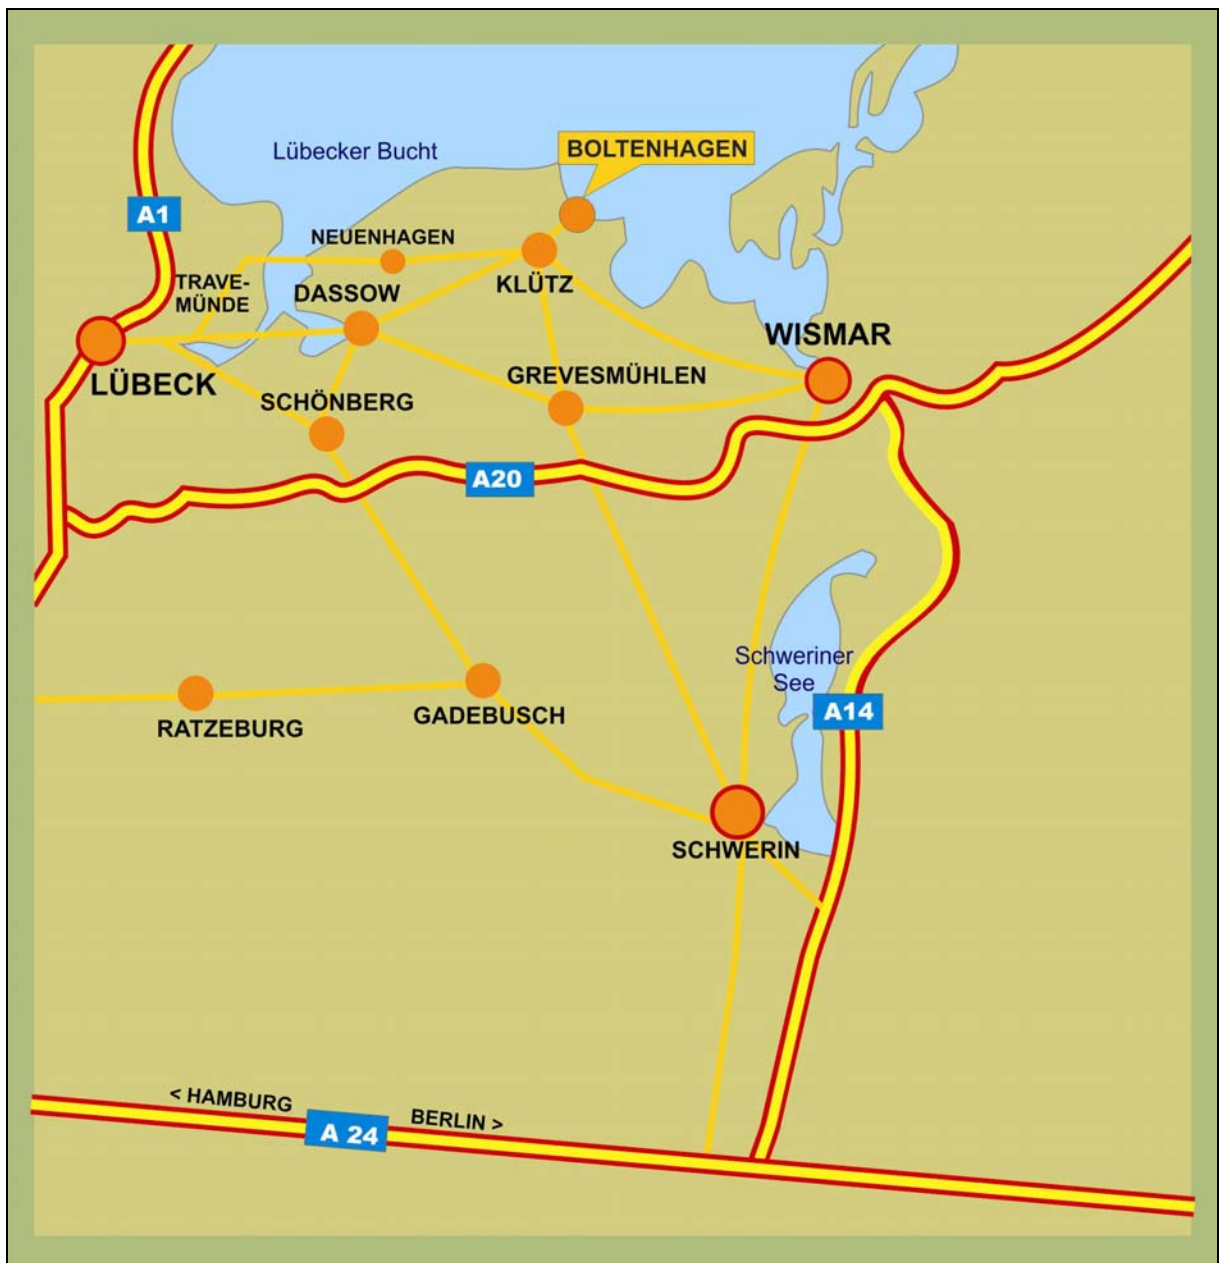 Lübecker Bucht
BOLTENHAGEN
A1
NEUENHAGEN
TRAVE-
MÜNDE
DASSOW
KLÜTZ
WISMAR
LÜBECK
GREVESMÜHLEN
SCHÖNBERG
A20
Schweriner
See
A14
RATZEBURG
GADEBUSCH
SCHWERIN
< HAMBURG
A 24
BERLIN >